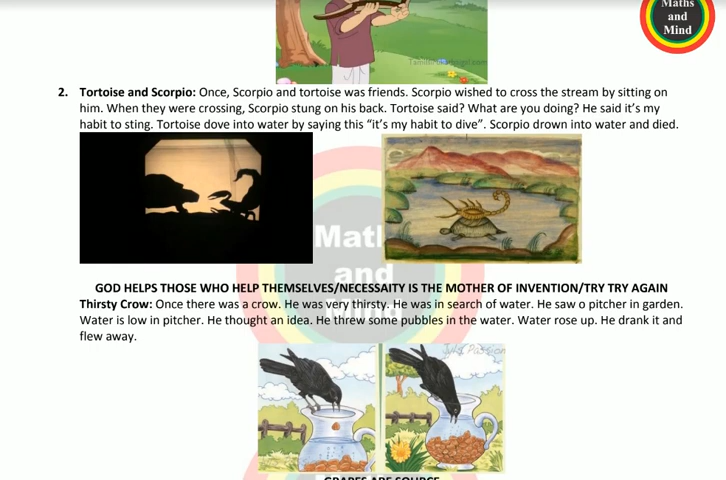 Maths
and
Mind
2. Tortoise and Scorpio: Once, Scorpio and tortoise was friends. Scorpio wished to cross the stream by sitting on
him. When they were crossing, Scorpio stung on his back. Tortoise said? What are you doing? He said it's my
habit to sting. Tortoise dove into water by saying this “it's my habit to dive”. Scorpio drown into water and died.
and
GOD HELPS THOSE WHO HELP THEMSELVES/NECESSAITY IS THE MOTHER OF INVENTION/TRY TRY AGAIN
Thirsty Crow: Once there was a crow. He was very thirsty. He was in search of water. He saw o pitcher in garden.
Water is low in pitcher. He thought an idea. He threw some pubbles in the water. Water rose up. He drank it and
flew away.
GRAPES ARE SOURCE